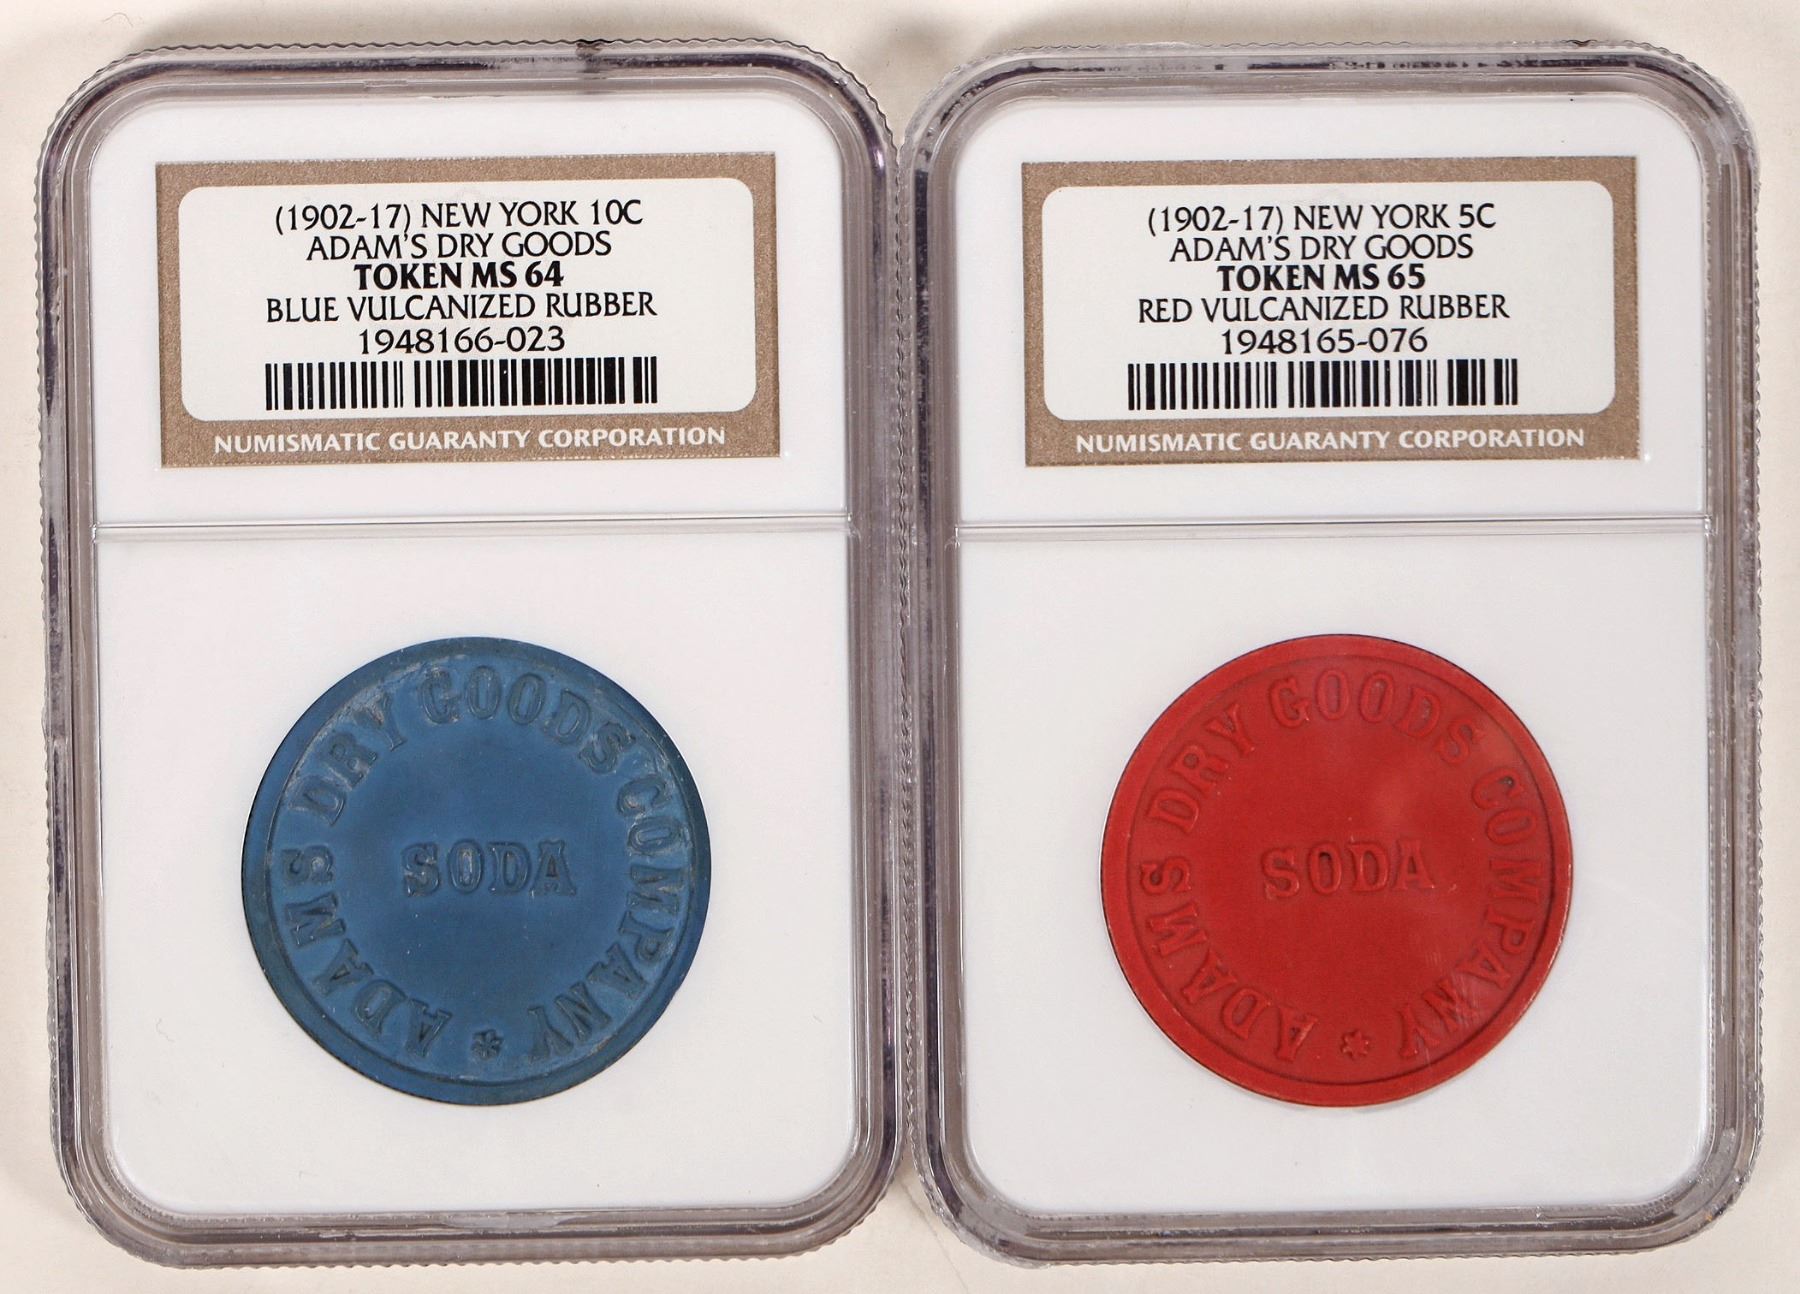 (1902-17) NEW YORK 10C
ADAM'S DRY GOODS
TOKEN MS 64
BLUE VULCANIZED RUBBER
1948166-023
NUMISMATIC GUARANTY CORPORATION
ADAMS DRY GOODS COMPANY *
SODA
(1902-17) NEW YORK 5C
ADAM'S DRY GOODS
TOKEN MS 65
RED VULCANIZED RUBBER
1948165-076
NUMISMATIC GUARANTY CORPORATION
ADAMS DRY GOODS COMPANY *
SODA